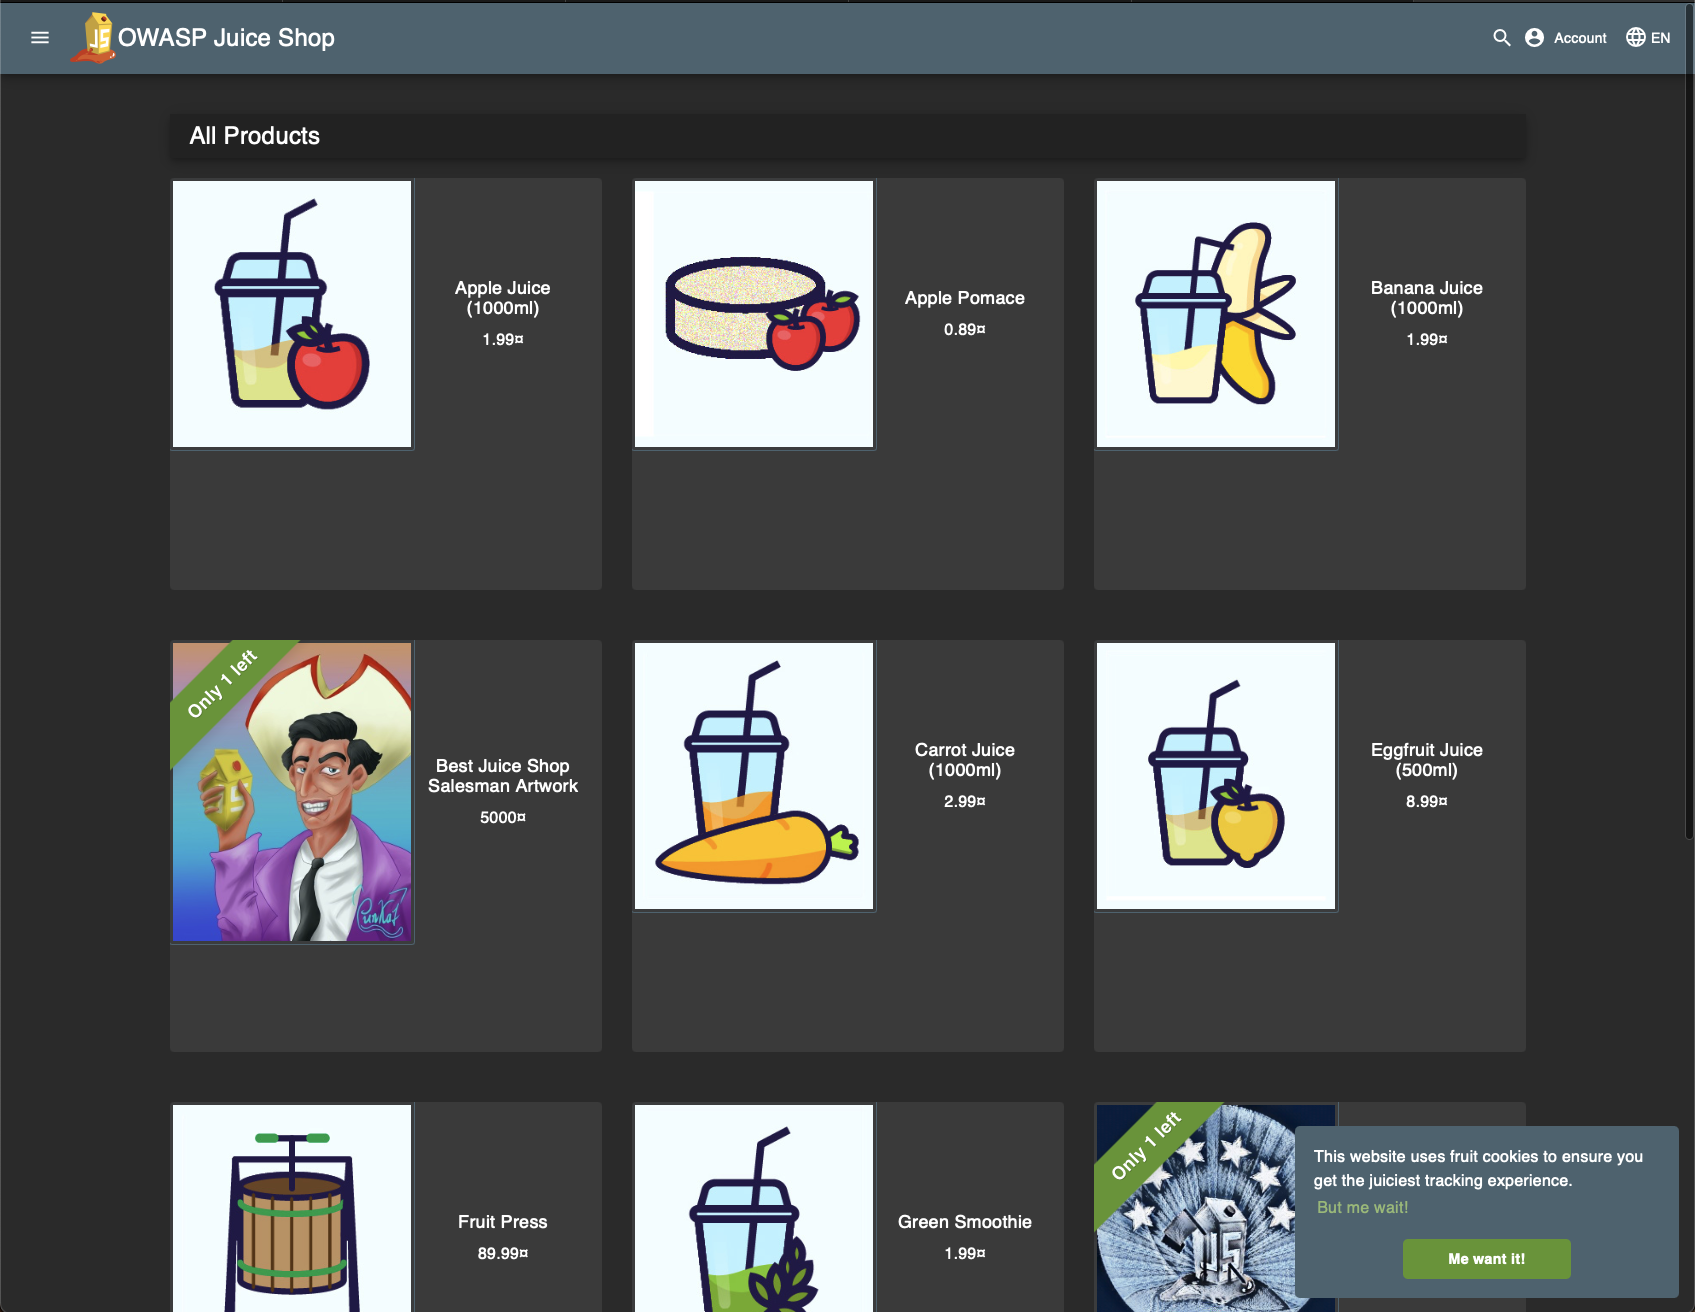 OWASP Juice Shop
Account
EN
All Products
Apple Juice
(1000ml)
1.99¤
Apple Pomace
0.89¤
Banana Juice
(1000ml)
1.99¤
Only 1 left
Best Juice Shop
Salesman Artwork
5000¤
Carrot Juice
(1000ml)
2.99¤
Eggfruit Juice
(500ml)
8.99¤
Fruit Press
89.99¤
Green Smoothie
1.99¤
Only 1 left
JS
This website uses fruit cookies to ensure you
get the juiciest tracking experience.
But me wait!
Me want it!